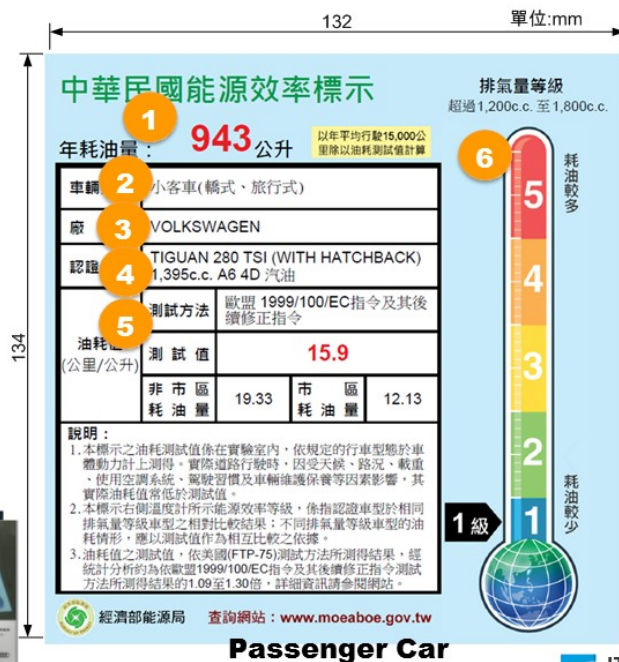 132
單位:mm
134
中華民國能源效率標示
1
年耗油量: 943公升
以年平均行駛15,000公
里除以油耗測試值計算
車輛 2 小客車(轎式、旅行式)
廠 3 VOLKSWAGEN
認證 4 TIGUAN 280 TSI (WITH HATCHBACK)
1,395c.c. A6 4D 汽油
5
油耗值
(公里/公升)
測試方法 歐盟 1999/100/EC指令及其後
續修正指令
測試值 15.9
非市區
耗油量 19.33
市區
耗油量 12.13
說明:
1.本標示之油耗測試值係在實驗室內,依規定的行車型態於車
體動力計上測得。實際道路行駛時,因受天候、路況、載重
、使用空調系統、駕駛習慣及車輛維護保養等因素影響,其
實際油耗值常低於測試值。
2.本標示右側溫度計所示能源效率等級,係指認證車型於相同
排氣量等級車型之相對比較結果;不同排氣量等級車型的油
耗情形,應以測試值作為相互比較之依據。
3.油耗值之測試值,依美國(FTP-75)測試方法所測得結果,經
統計分析約為依歐盟1999/100/EC指令及其後續修正指令測試
方法所測得結果的1.09至1.30倍,詳細資訊請參閱網站。
經濟部能源局 查詢網站:www.moeaboe.gov.tw
排氣量等級
超過1,200c.c. 至1,800c.c.
6
耗油較多
5
4
3
2
耗油較少
1級
1
Passenger Car